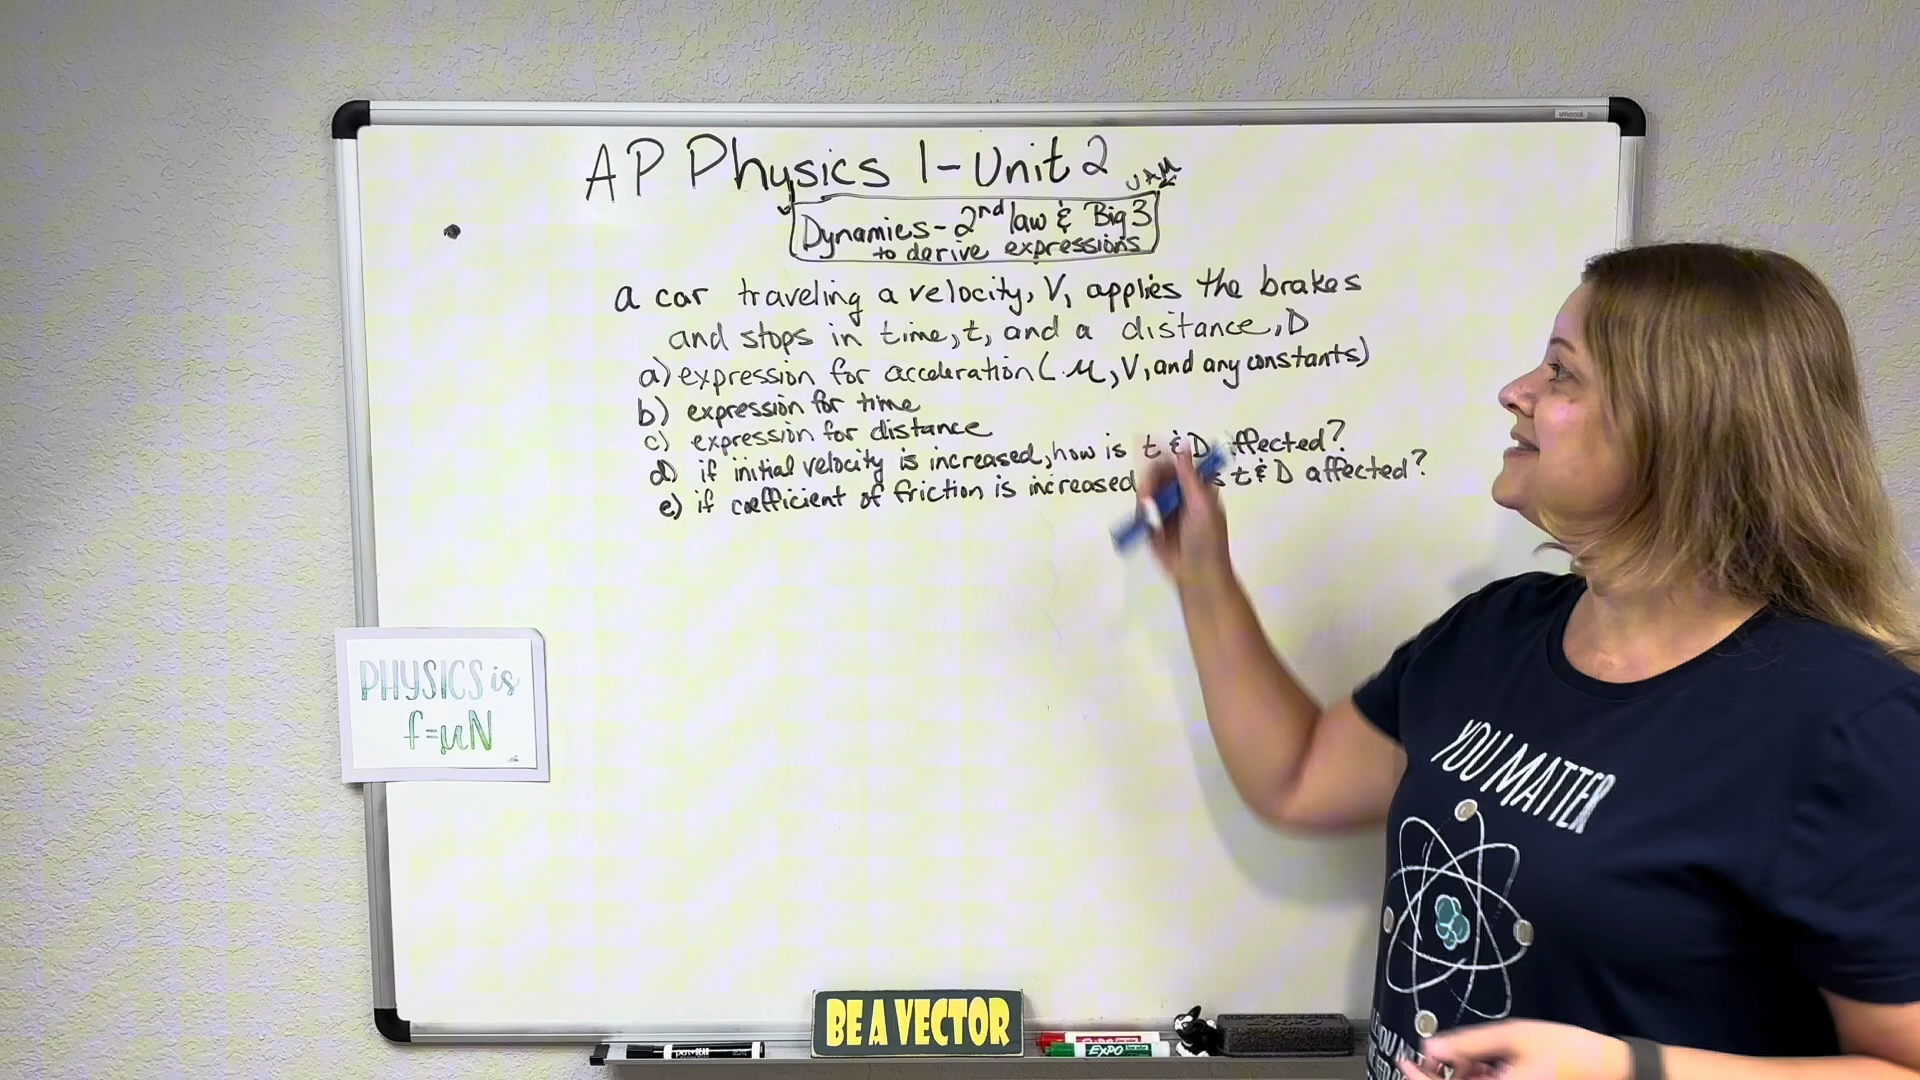 universal
AP Physics 1-Unit 2
Dynamics-2nd law & Big 3
to derive expressions
a car traveling a velocity, V, applies the brakes
and stops in time, t, and a distance, D
a) expression for acceleration (μ, V, and any constants)
b) expression for time
c) expression for distance
d) if initial velocity is increased, how is t & D affected?
e) if coefficient of friction is increased t & D affected?
PHYSICS is
f=μN
YOU MATTER
BE A VECTOR
EXPO